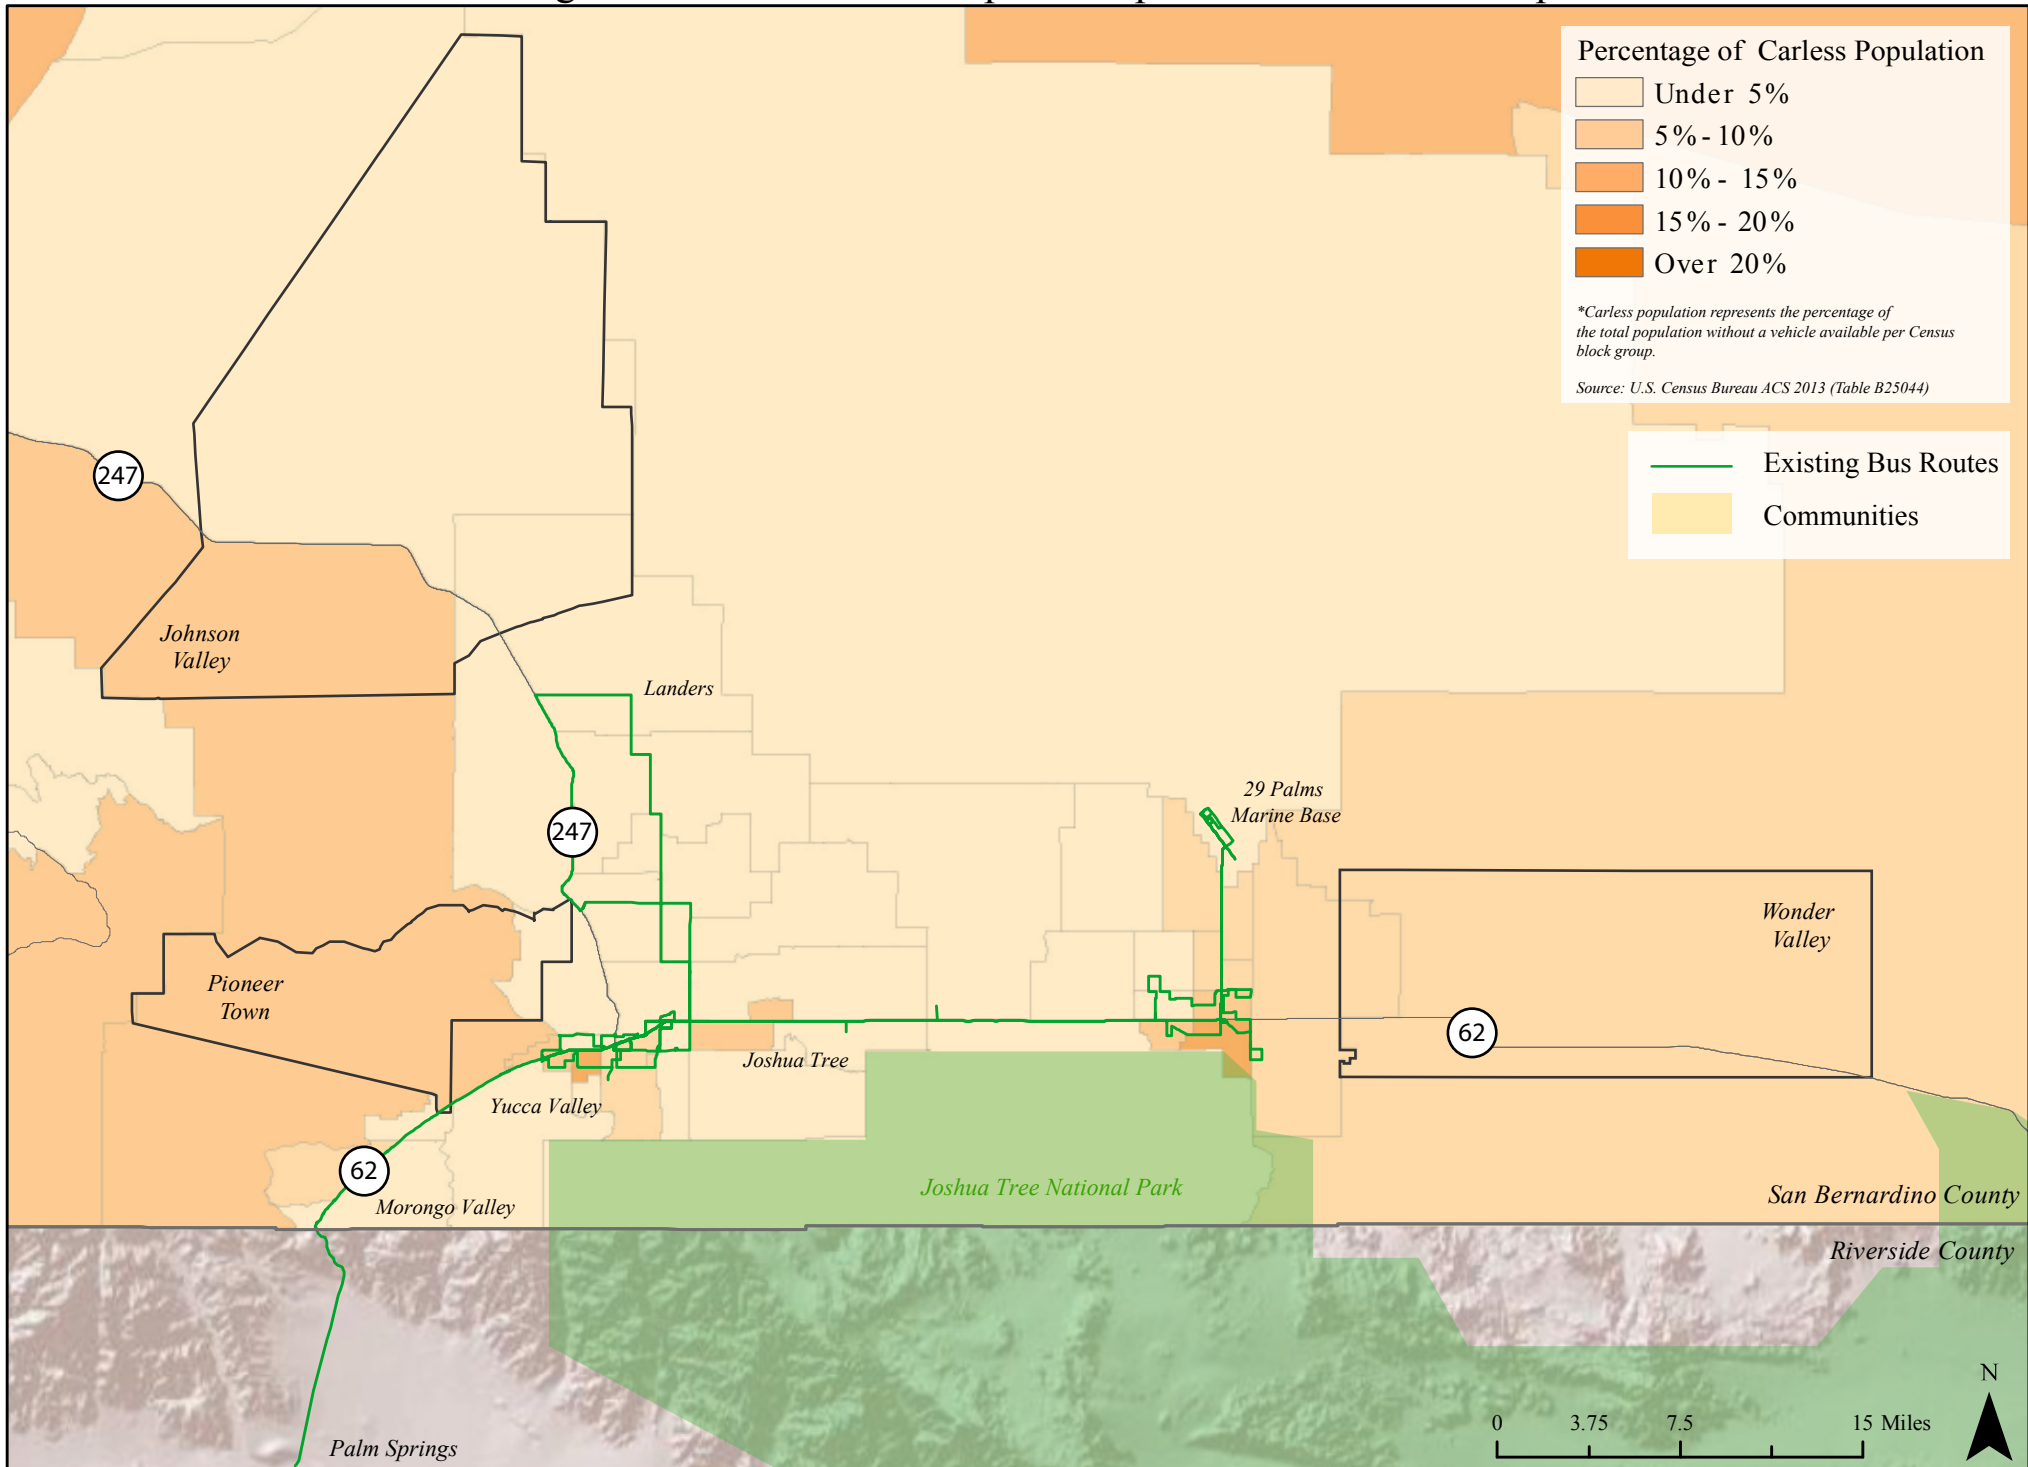 Percentage of Carless Population
Under 5%
5%-10%
10%- 15%
15%- 20%
Over 20%
*Carless population represents the percentage of
the total population without a vehicle available per Census
block group.
Source: U.S. Census Bureau ACS 2013 (Table B25044)
Existing Bus Routes
Communities
247
Johnson
Valley
Landers
247
29 Palms
Marine Base
Wonder
Valley
Pioneer
Town
62
Joshua Tree
Yucca Valley
62
Morongo Valley
Joshua Tree National Park
San Bernardino County
Riverside County
Palm Springs
N
0 3.75 7.5 15 Miles